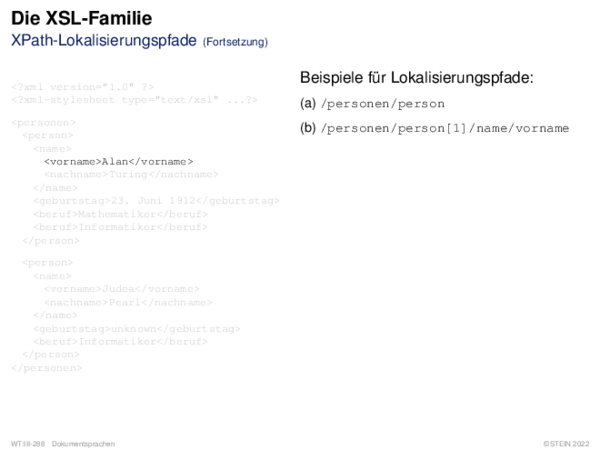 Die XSL-Familie
XPath-Lokalisierungspfade (Fortsetzung)
<?xml version="1.0" ?>
<?xml-stylesheet type="text/xsl" ...?>
<personen>
<person>
<name>
<vorname>Alan</vorname>
<nachname>Turing</nachname>
</name>
<geburtstag>23. Juni 1912</geburtstag>
<beruf>Mathematiker</beruf>
<beruf>Informatiker</beruf>
</person>
<person>
<name>
<vorname>Judea</vorname>
<nachname>Pearl</nachname>
</name>
<geburtstag>unknown</geburtstag>
<beruf>Informatiker</beruf>
</person>
</personen>
Beispiele für Lokalisierungspfade:
(a) /personen/person
(b) /personen/person[1]/name/vorname
WT:III-288 Dokumentsprachen
©STEIN 2022